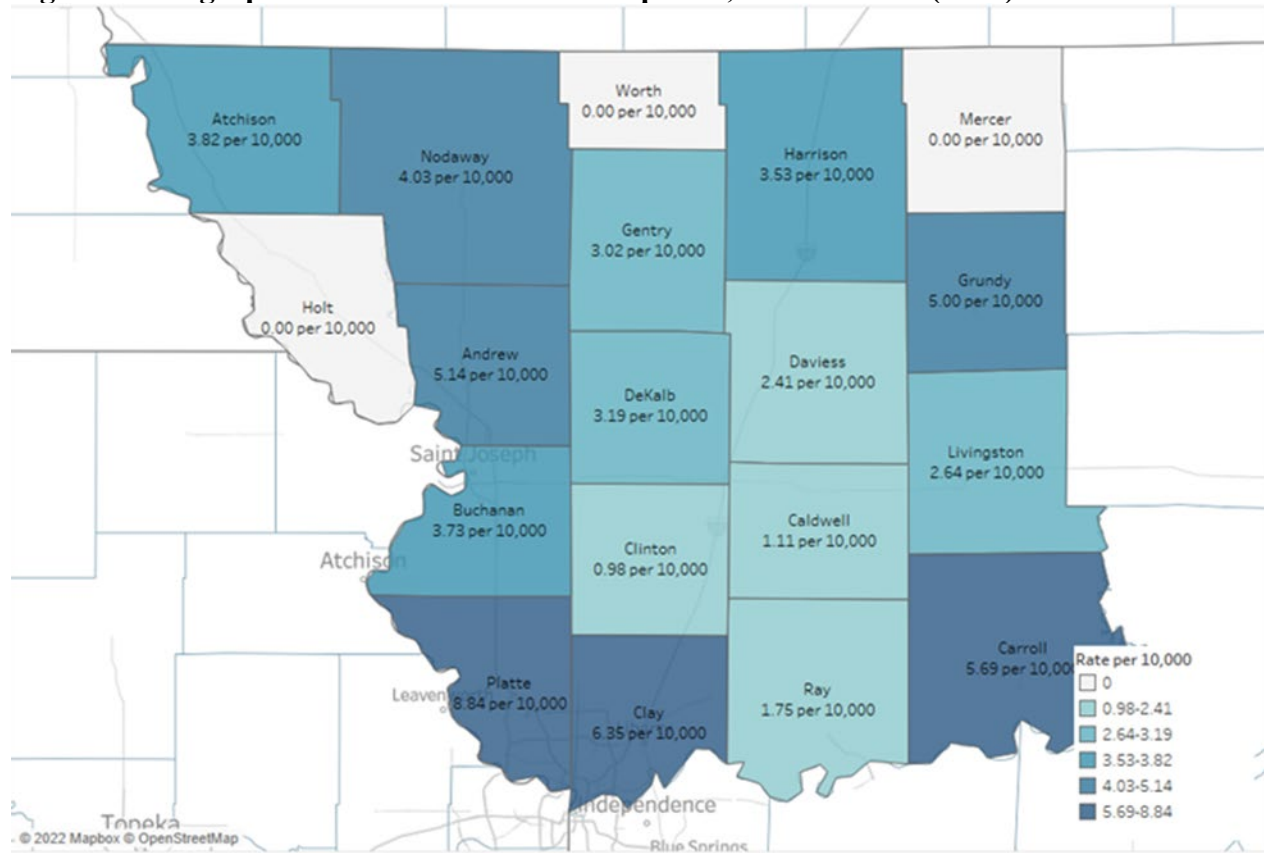 Atchison
3.82 per 10,000
Nodaway
4.03 per 10,000
Worth
0.00 per 10,000
Harrison
3.53 per 10,000
Mercer
0.00 per 10,000
Gentry
3.02 per 10,000
Grundy
5.00 per 10,000
Holt
0.00 per 10,000
Andrew
5.14 per 10,000
DeKalb
3.19 per 10,000
Daviess
2.41 per 10,000
Livingston
2.64 per 10,000
Saint Joseph
Buchanan
3.73 per 10,000
Atchison
Clinton
0.98 per 10,000
Caldwell
1.11 per 10,000
Carroll
5.69 per 10,000
Platte
8.84 per 10,000
Leavenworth
Clay
6.35 per 10,000
Ray
1.75 per 10,000
Rate per 10,000
0
0.98-2.41
2.64-3.19
3.53-3.82
4.03-5.14
5.69-8.84
Independence
Topeka
Blue Springs
© 2022 Mapbox © OpenStreetMap